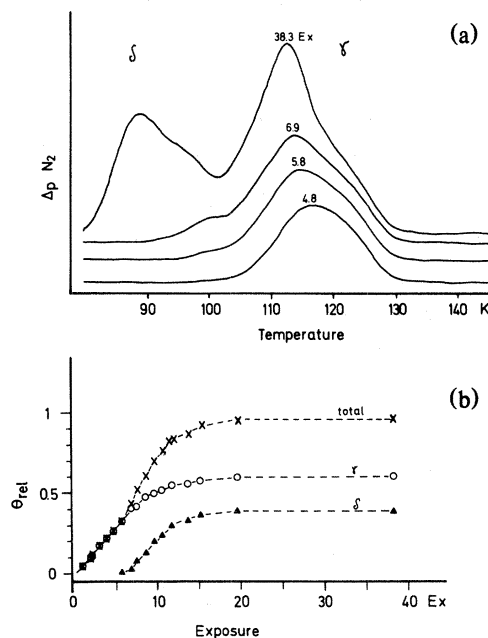 (a)
δ
38.3 Ex
γ
6.9
5.8
4.8
Δp N₂
90 100 110 120 130 140 K
Temperature
(b)
total
γ
δ
1
0.5
0
θrel
0 10 20 30 40 Ex
Exposure